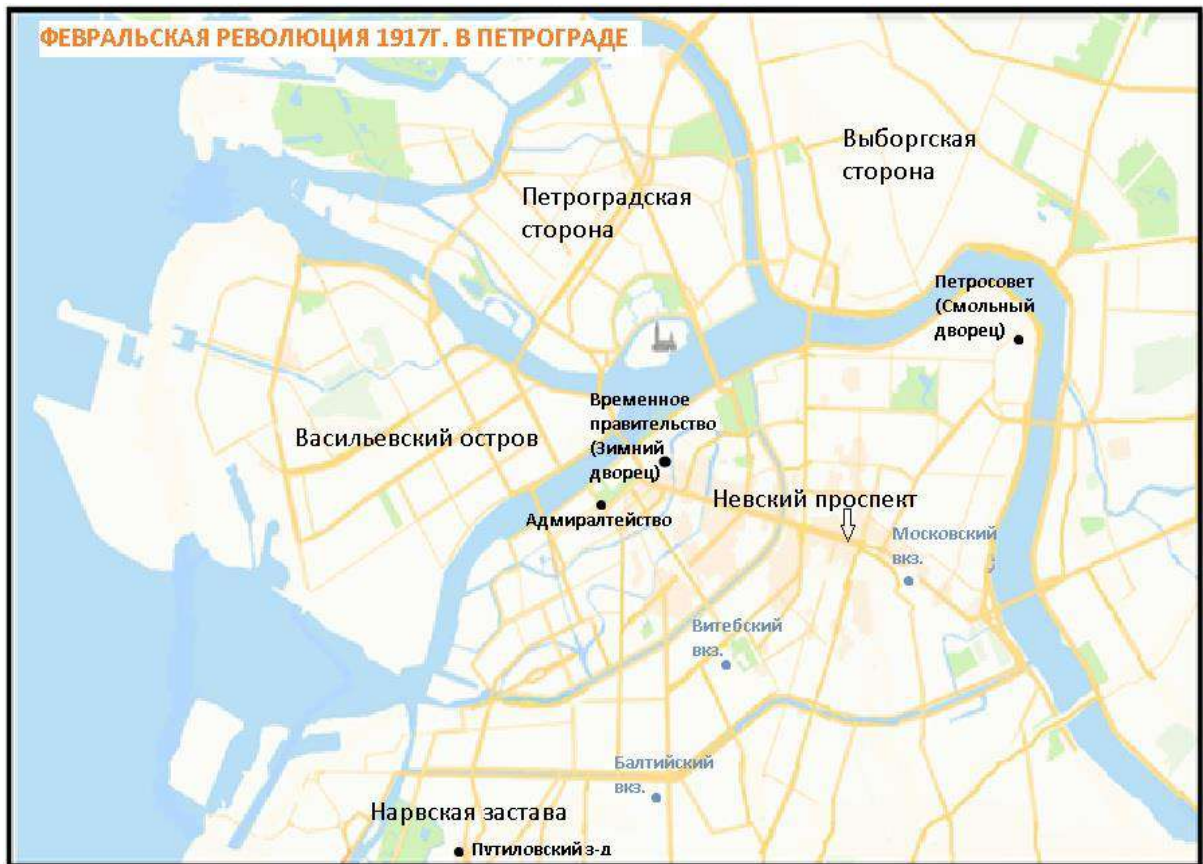 ФЕВРАЛЬСКАЯ РЕВОЛЮЦИЯ 1917Г. В ПЕТРОГРАДЕ
Выборгская
сторона
Петроградская
сторона
Петросовет
(Смольный
дворец)
Временное
правительство
(Зимний
дворец)
Васильевский остров
Невский проспект
Адмиралтейство
Московский
вкз.
Витебский
вкз.
Балтийский
вкз.
Нарвская застава
Путиловский з-д